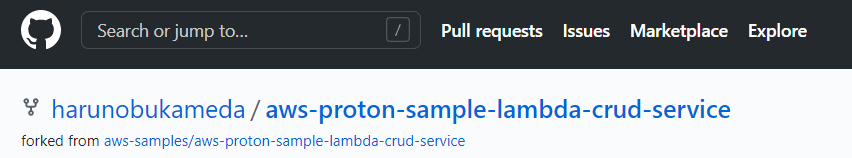 Search or jump to... / Pull requests Issues Marketplace Explore
harunobukameda / aws-proton-sample-lambda-crud-service
forked from aws-samples/aws-proton-sample-lambda-crud-service